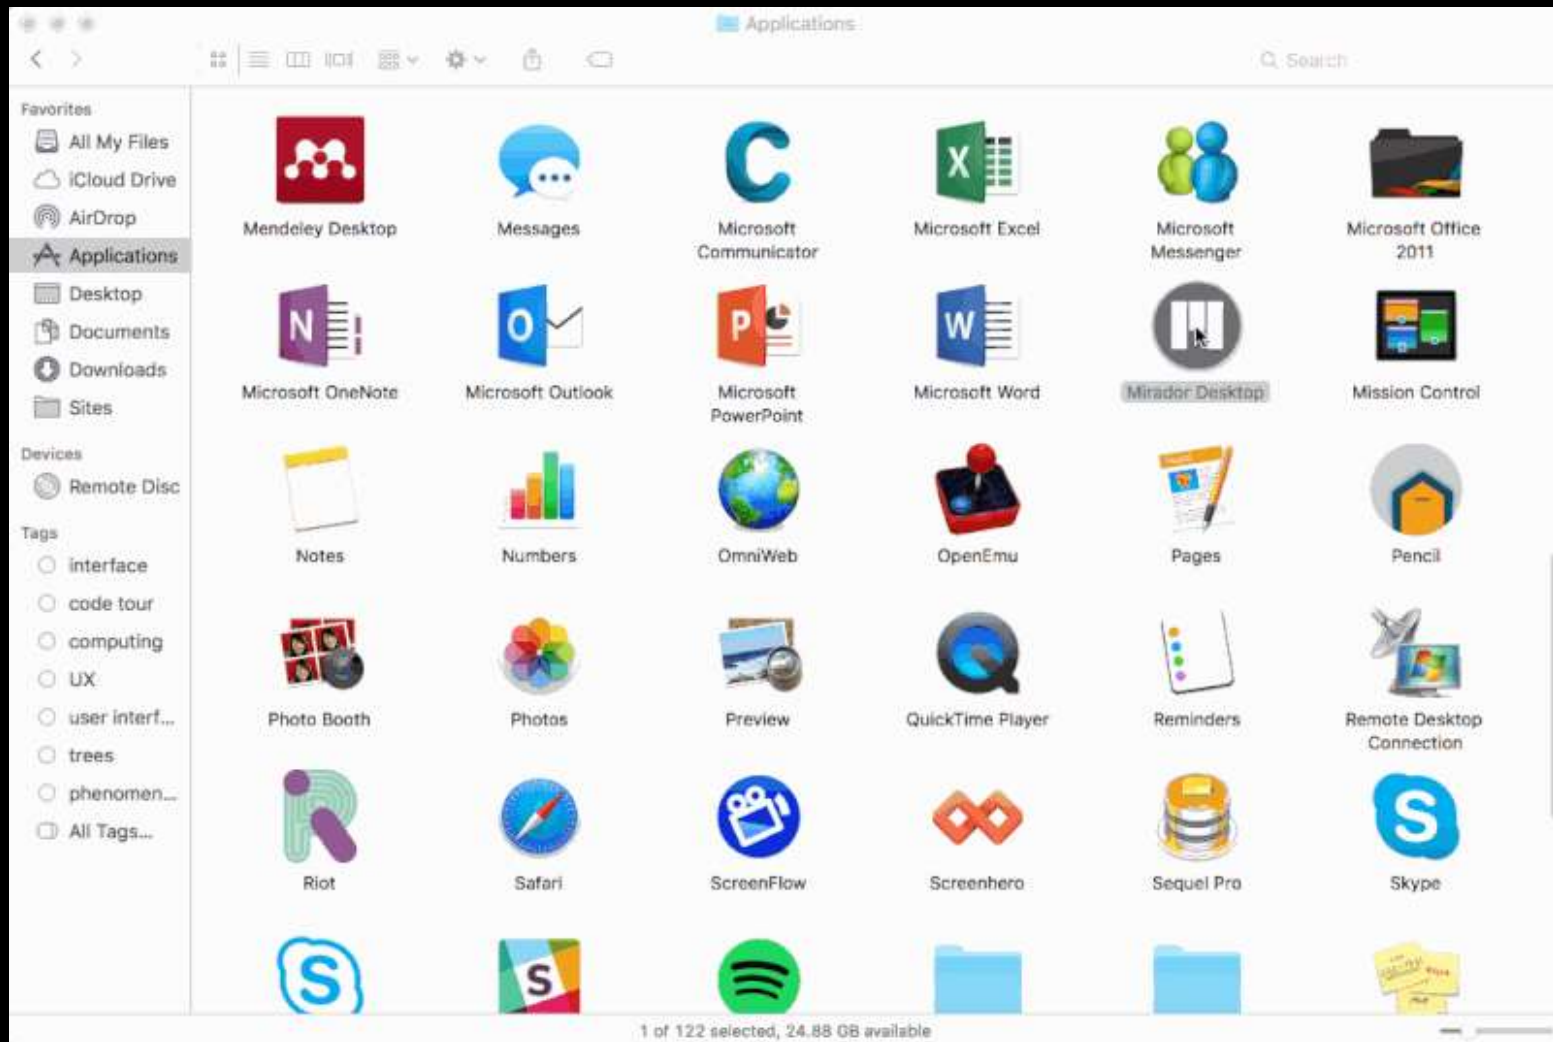 Applications
Search
Favorites
All My Files
iCloud Drive
AirDrop
Applications
Desktop
Documents
Downloads
Sites
Devices
Remote Disc
Tags
interface
code tour
computing
UX
user interf...
trees
phenomen...
All Tags...
Mendeley Desktop
Messages
Microsoft
Communicator
Microsoft Excel
Microsoft
Messenger
Microsoft Office
2011
Microsoft OneNote
Microsoft Outlook
Microsoft
PowerPoint
Microsoft Word
Mirador Desktop
Mission Control
Notes
Numbers
OmniWeb
OpenEmu
Pages
Pencil
Photo Booth
Photos
Preview
QuickTime Player
Reminders
Remote Desktop
Connection
Riot
Safari
ScreenFlow
Screenhero
Sequel Pro
Skype
1 of 122 selected, 24.88 GB available